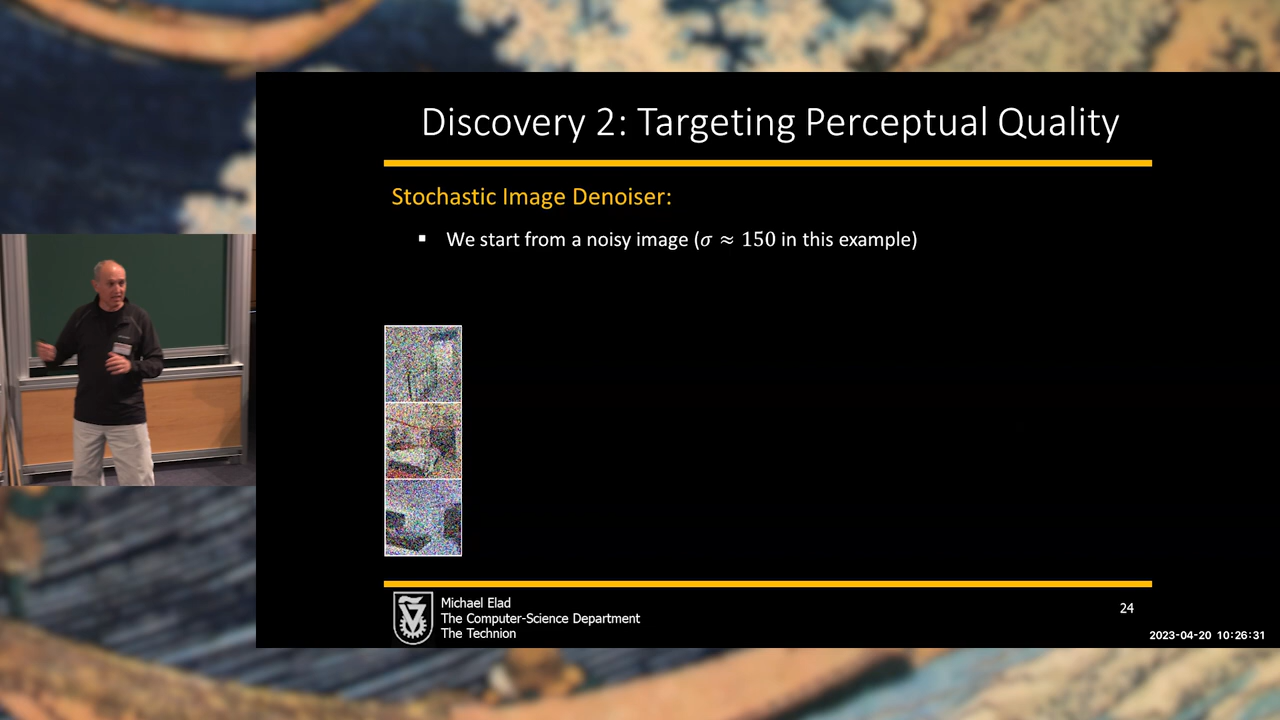 Discovery 2: Targeting Perceptual Quality
Stochastic Image Denoiser:
▪ We start from a noisy image (σ ≈ 150 in this example)
Michael Elad
The Computer-Science Department
The Technion
24
2023-04-20 10:26:31